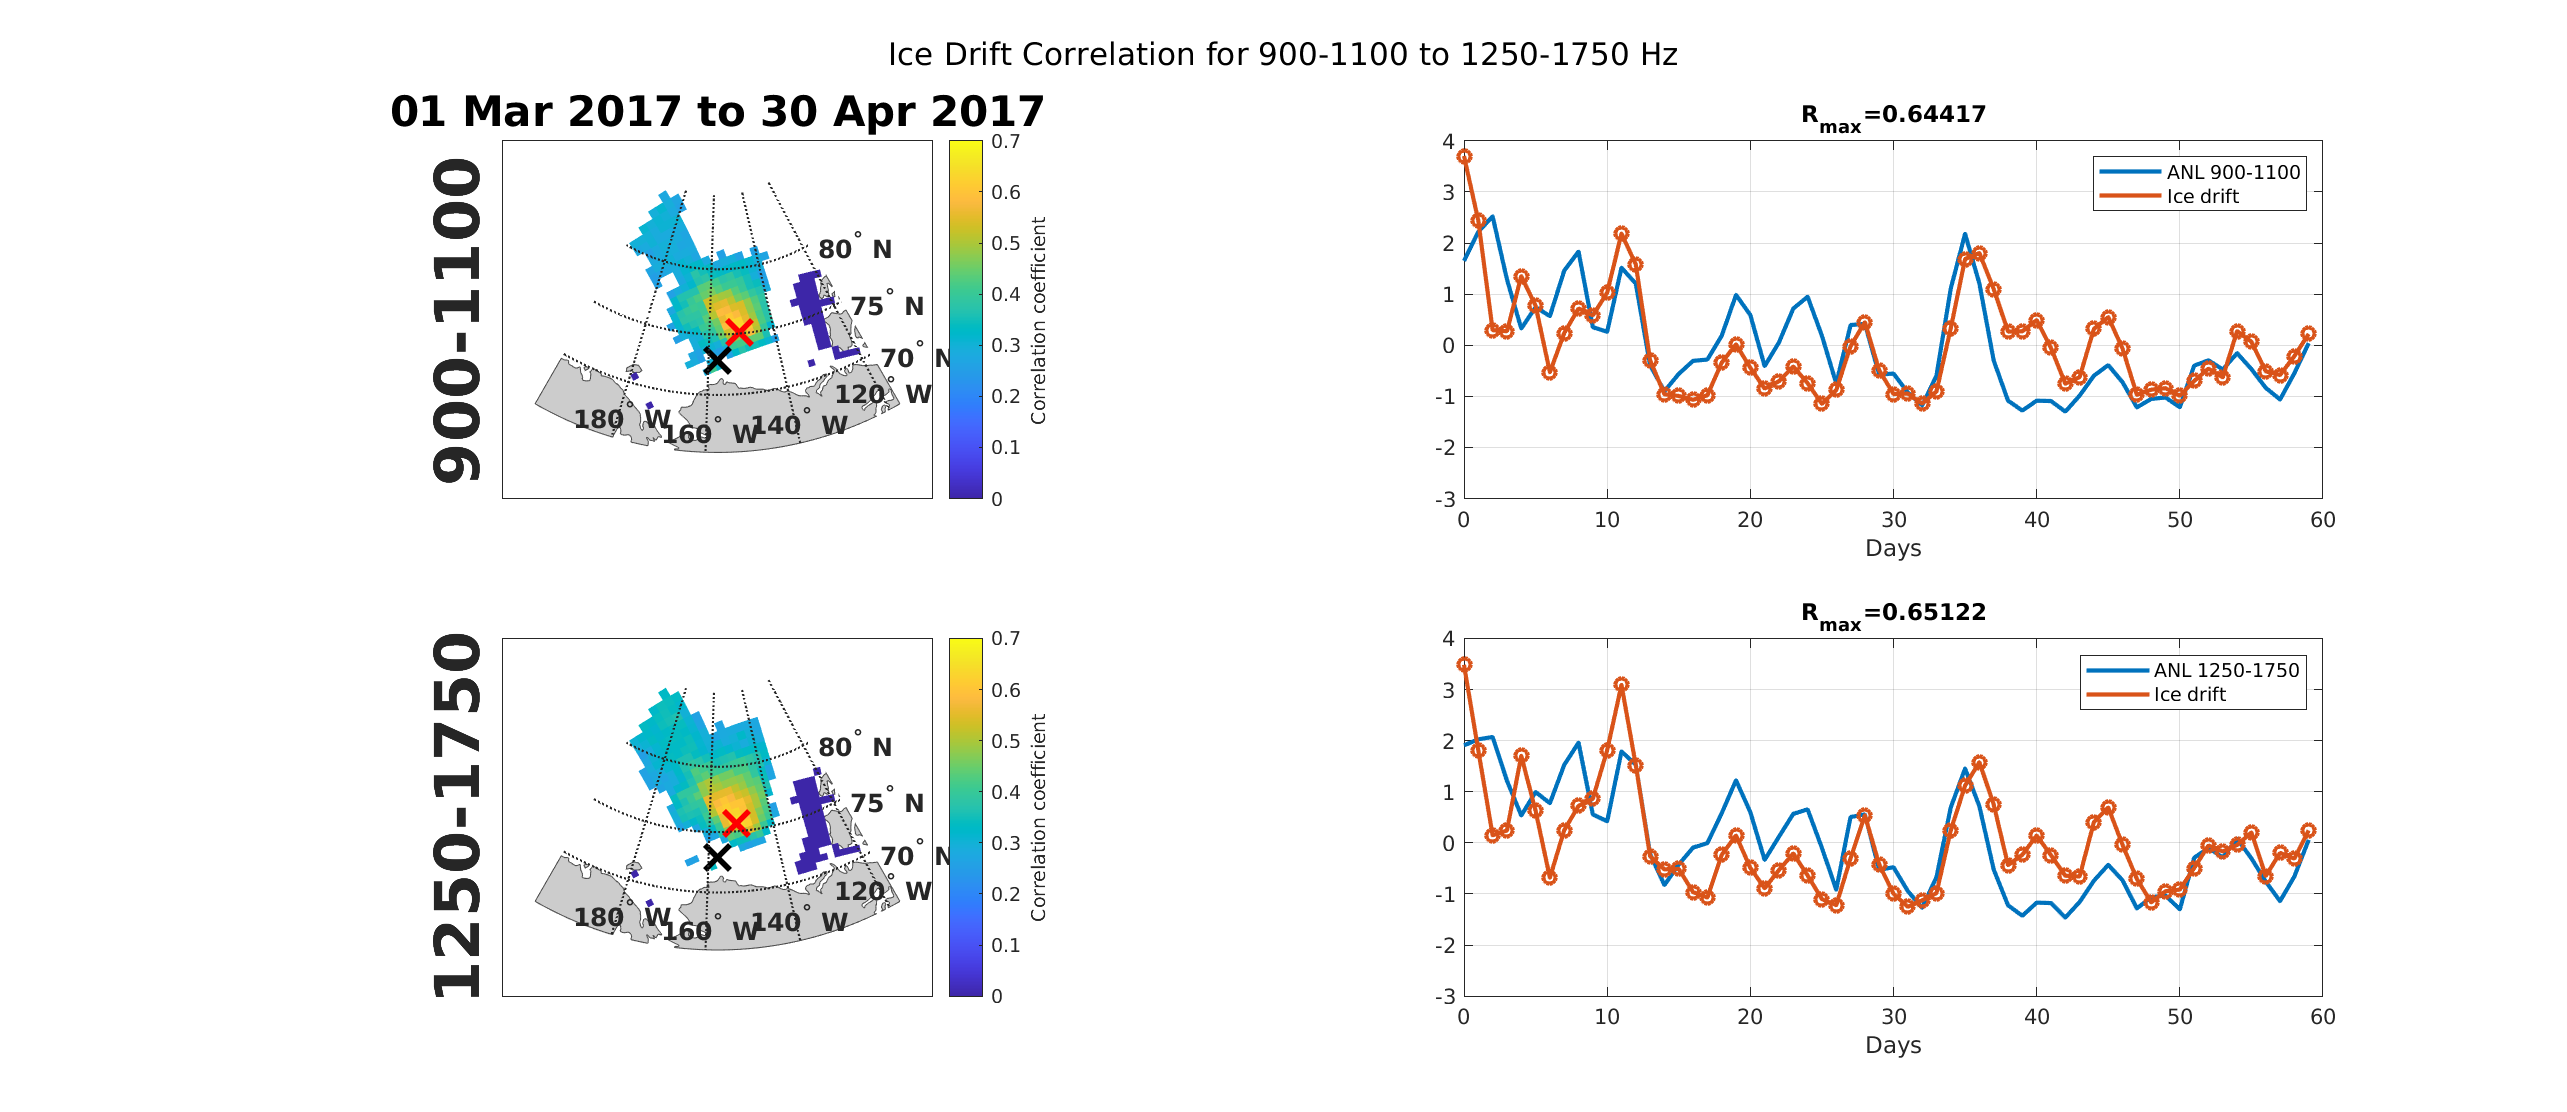 Ice Drift Correlation for 900-1100 to 1250-1750 Hz
01 Mar 2017 to 30 Apr 2017
900-1100
80° N
75° N
70° N
120° W
140° W
160° W
180° W
0.7
0.6
0.5
0.4
0.3
0.2
0.1
0
Correlation coefficient
Rmax=0.64417
4
3
2
1
0
-1
-2
-3
0 10 20 30 40 50 60
Days
ANL 900-1100
Ice drift
1250-1750
80° N
75° N
70° N
120° W
140° W
160° W
180° W
0.7
0.6
0.5
0.4
0.3
0.2
0.1
0
Correlation coefficient
Rmax=0.65122
4
3
2
1
0
-1
-2
-3
0 10 20 30 40 50 60
Days
ANL 1250-1750
Ice drift